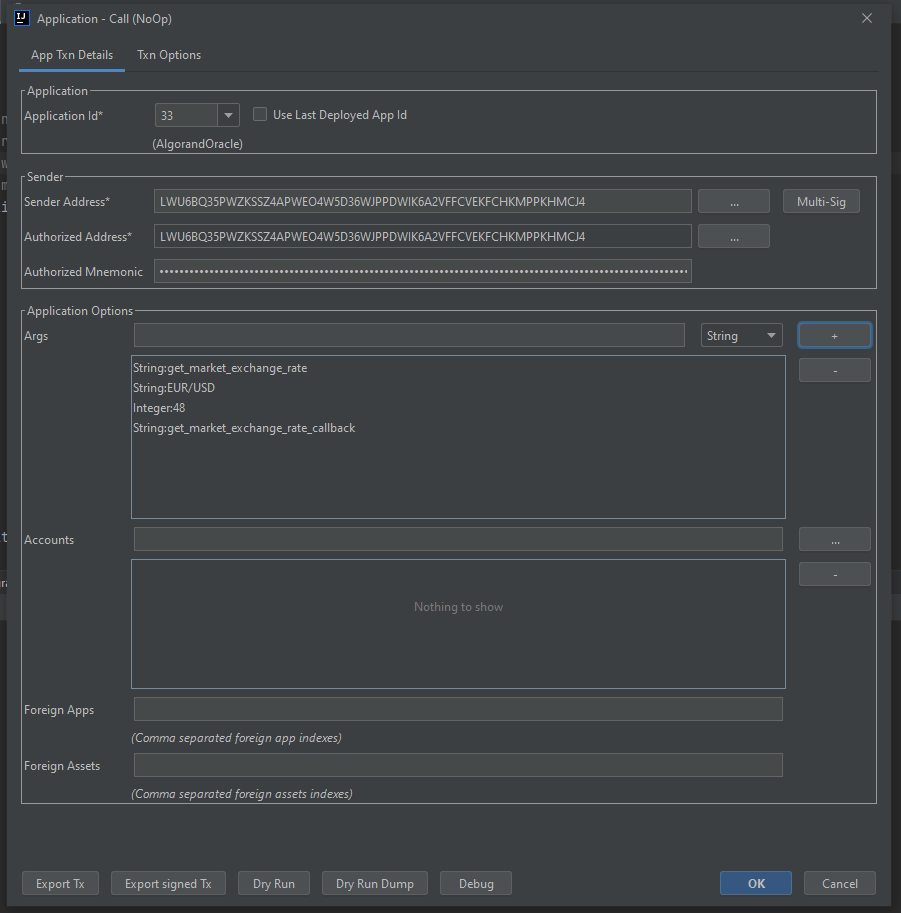 IJ
Application - Call (NoOp)
App Txn Details
Txn Options
Application
Application Id*
33
Use Last Deployed App Id
(AlgorandOracle)
Sender
Sender Address*
LWU6BQ35PWZKSSZ4APWEO4W5D36WJPPDWIK6A2VFFCVEKFCHKMPPKHMCJ4
...
Multi-Sig
Authorized Address*
LWU6BQ35PWZKSSZ4APWEO4W5D36WJPPDWIK6A2VFFCVEKFCHKMPPKHMCJ4
...
Authorized Mnemonic
Application Options
Args
String
+
String:get_market_exchange_rate
-
String:EUR/USD
Integer:48
String:get_market_exchange_rate_callback
Accounts
...
-
Nothing to show
Foreign Apps
(Comma separated foreign app indexes)
Foreign Assets
(Comma separated foreign assets indexes)
Export Tx
Export signed Tx
Dry Run
Dry Run Dump
Debug
OK
Cancel